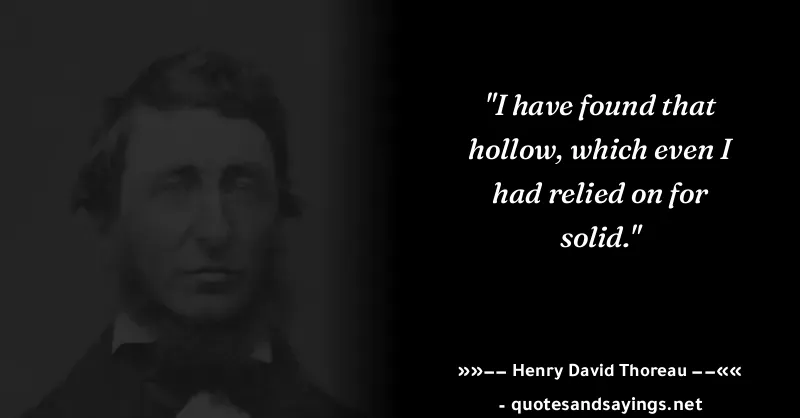 "I have found that
hollow, which even I
had relied on for
solid."
»»—— Henry David Thoreau ——««
- quotesandsayings.net